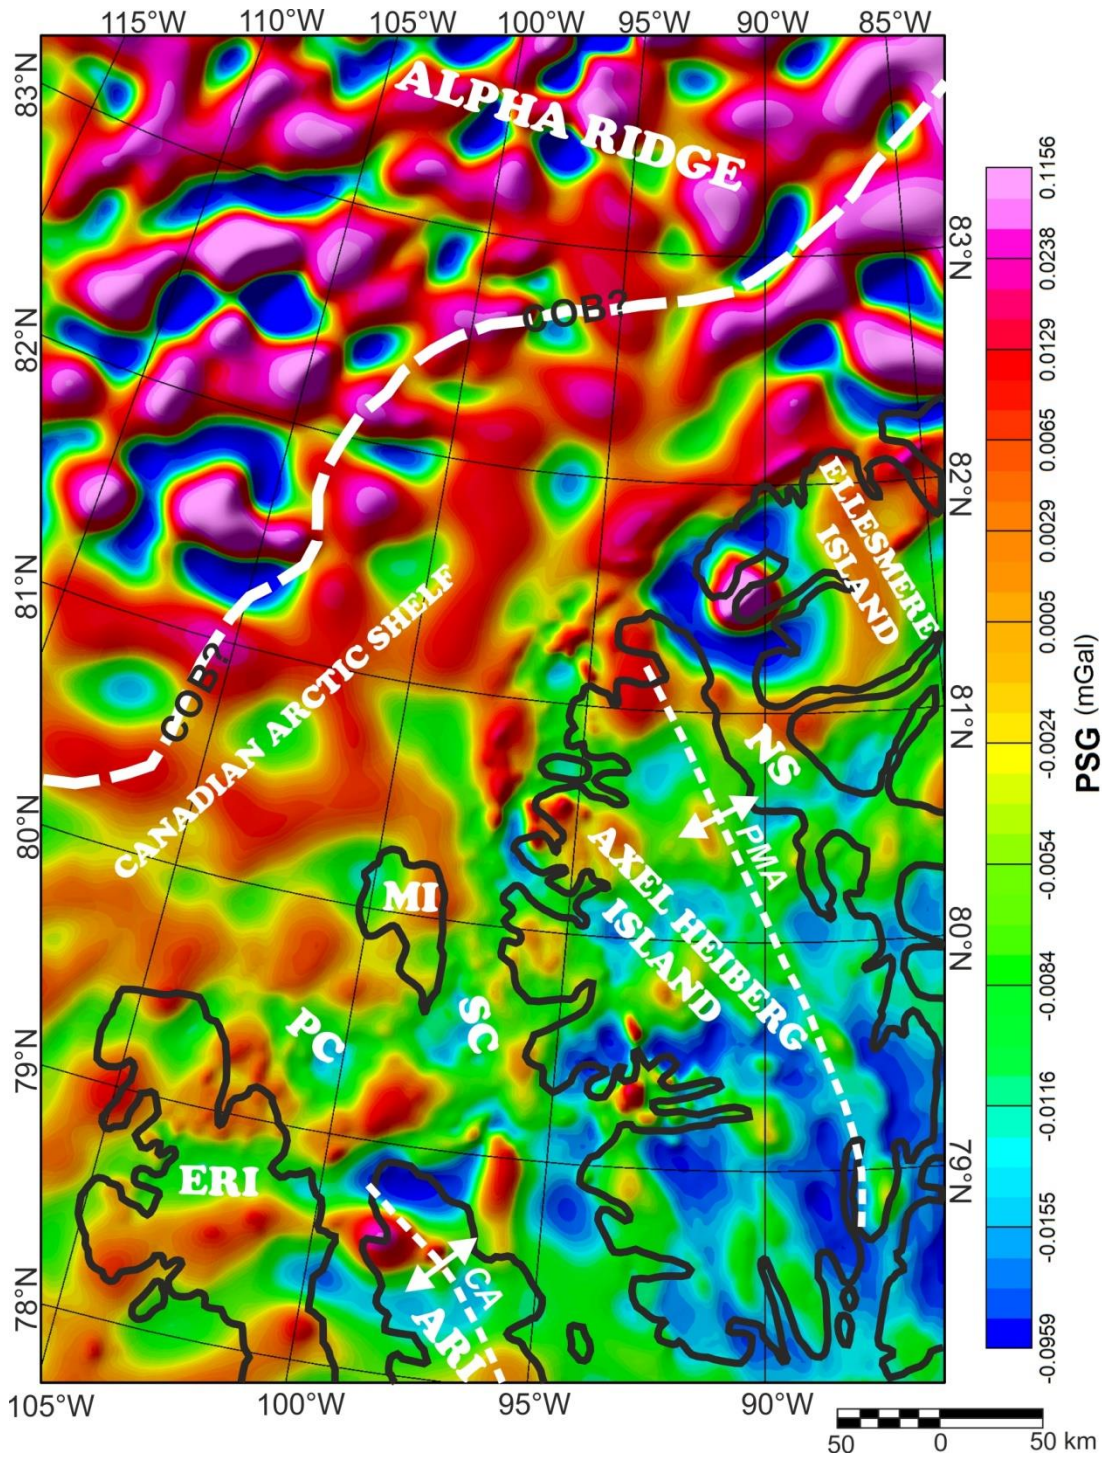 115°W 110°W 105°W 100°W 95°W 90°W 85°W
83°N
82°N
81°N
80°N
79°N
78°N
ALPHA RIDGE
COB?
COB?
CANADIAN ARCTIC SHELF
ELLESMERE
ISLAND
NS
PMA
AXEL HEIBERG
ISLAND
MI
SC
PC
ERI
CA
ARI
83°N
82°N
81°N
80°N
79°N
105°W 100°W 95°W 90°W
0.1156
0.0238
0.0129
0.0065
0.0029
0.0005
-0.0024
-0.0054
-0.0084
-0.0116
-0.0155
-0.0959
PSG (mGal)
50 0 50 km